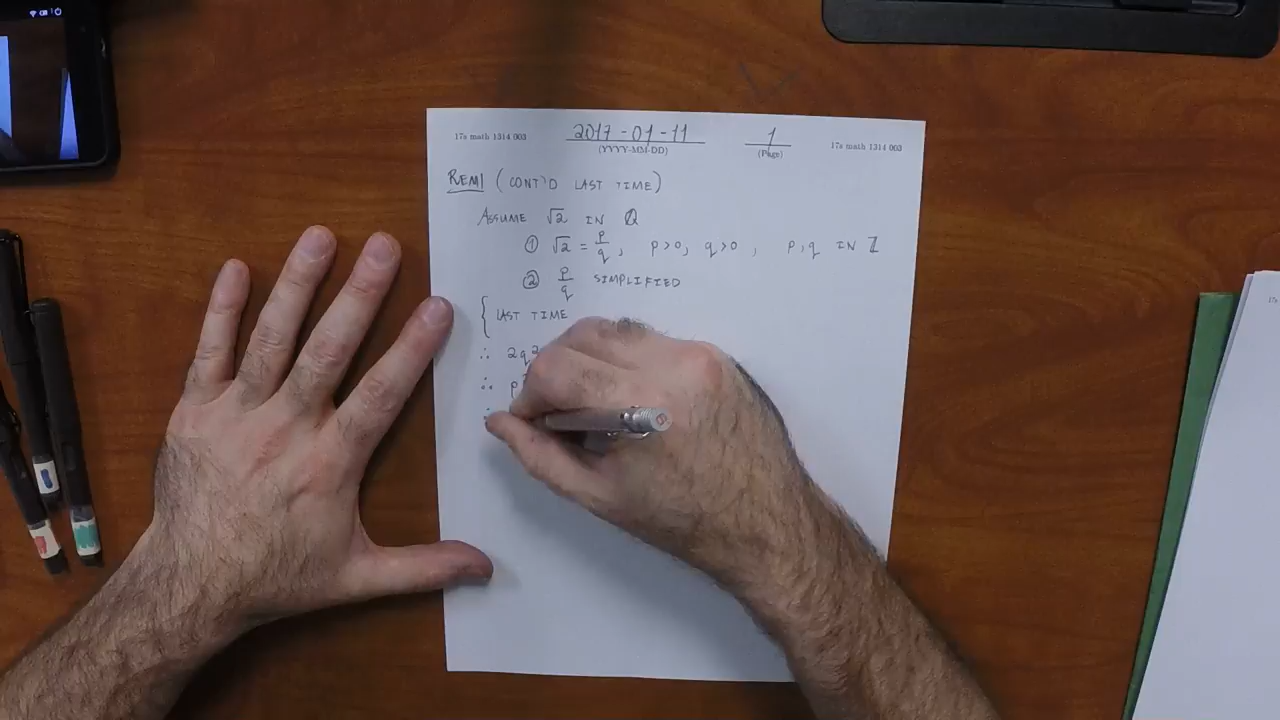 17s math 1314 003 2017-01-11 1 17s math 1314 003
(YYYY-MM-DD) (Page)
REM1 (CONT'D LAST TIME)
ASSUME √2 IN ℚ
① √2 = p/q, p>0, q>0, p,q IN ℤ
② p/q SIMPLIFIED
{ LAST TIME
∴ 2q²
∴ p